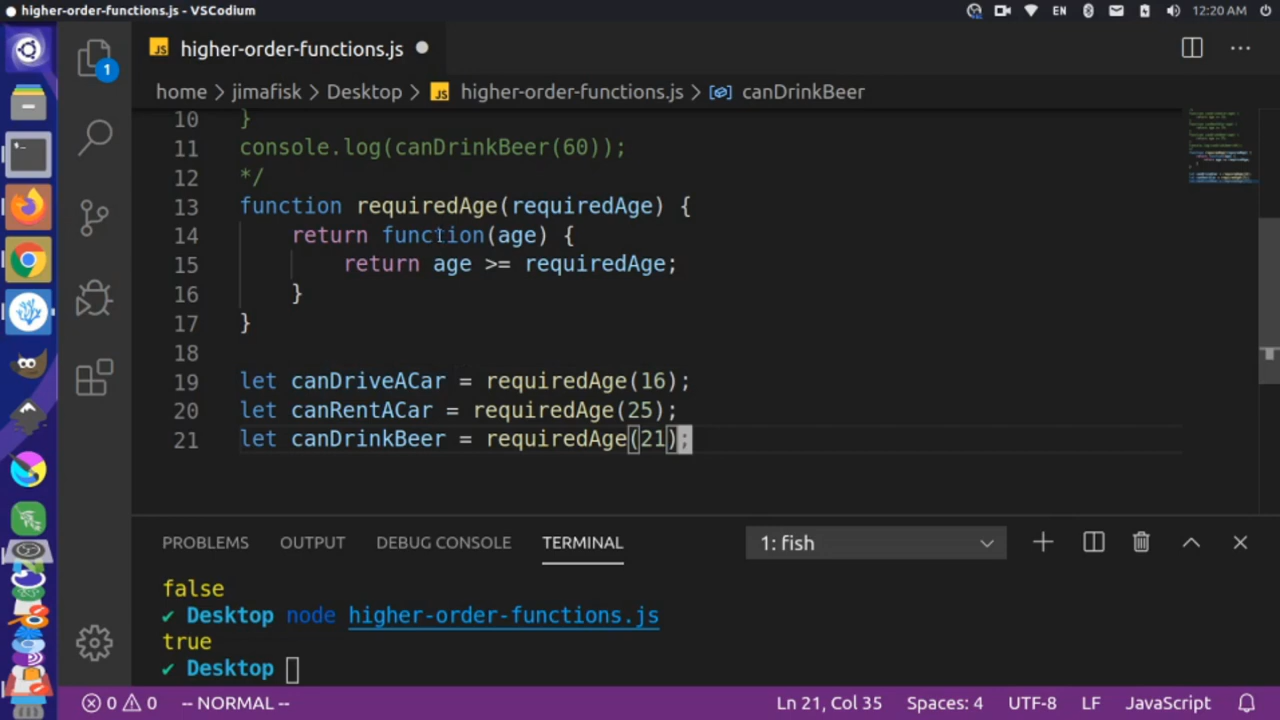 higher-order-functions.js - VSCodium
EN
12:20 AM
JS higher-order-functions.js
1
home > jimafisk > Desktop > JS higher-order-functions.js > canDrinkBeer
10 }
11 console.log(canDrinkBeer(60));
12 */
13 function requiredAge(requiredAge) {
14 return function(age) {
15 return age >= requiredAge;
16 }
17 }
18
19 let canDriveACar = requiredAge(16);
20 let canRentACar = requiredAge(25);
21 let canDrinkBeer = requiredAge(21);
PROBLEMS OUTPUT DEBUG CONSOLE TERMINAL 1: fish
false
✔ Desktop node higher-order-functions.js
true
✔ Desktop
0 0 -- NORMAL -- Ln 21, Col 35 Spaces: 4 UTF-8 LF JavaScript